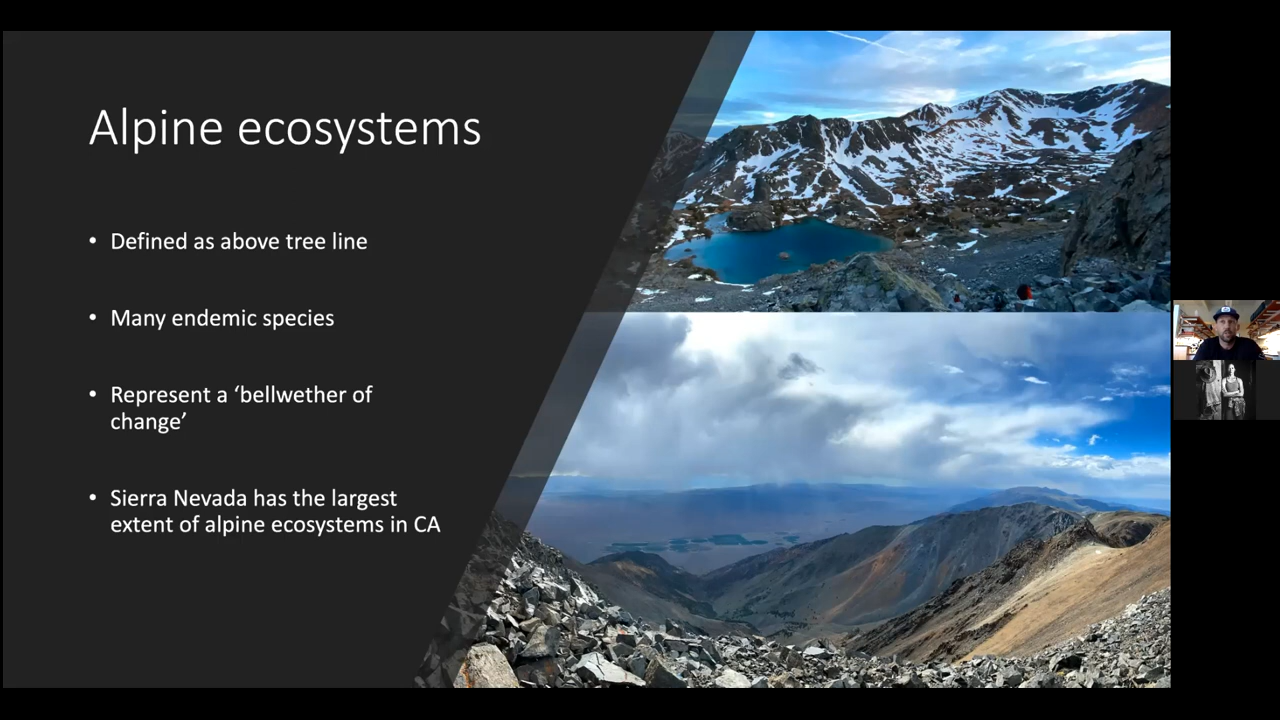 Alpine ecosystems
• Defined as above tree line
• Many endemic species
• Represent a ‘bellwether of
change’
• Sierra Nevada has the largest
extent of alpine ecosystems in CA